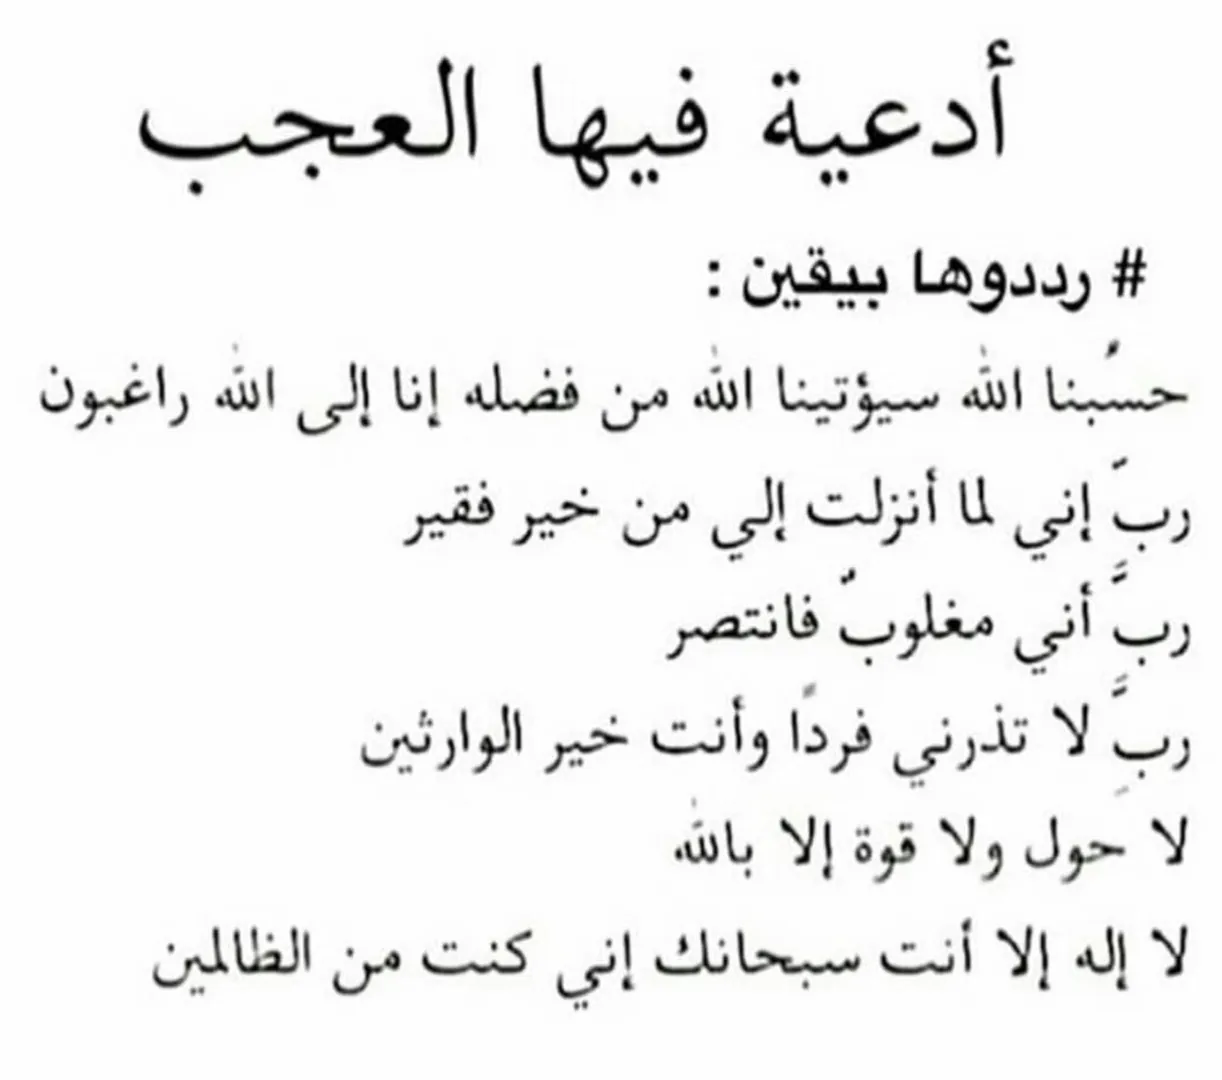 أدعية فيها العجب
# رددوها بيقين :
حسُبنا الله سيؤتينا الله من فضله إنا إلى الله راغبون
ربَّ إني لما أنزلت إلي من خير فقير
ربَّ أني مغلوبٌ فانتصر
ربَّ لا تذرني فردًا وأنت خير الوارثين
لا حول ولا قوة إلا بالله
لا إله إلا أنت سبحانك إني كنت من الظالمين